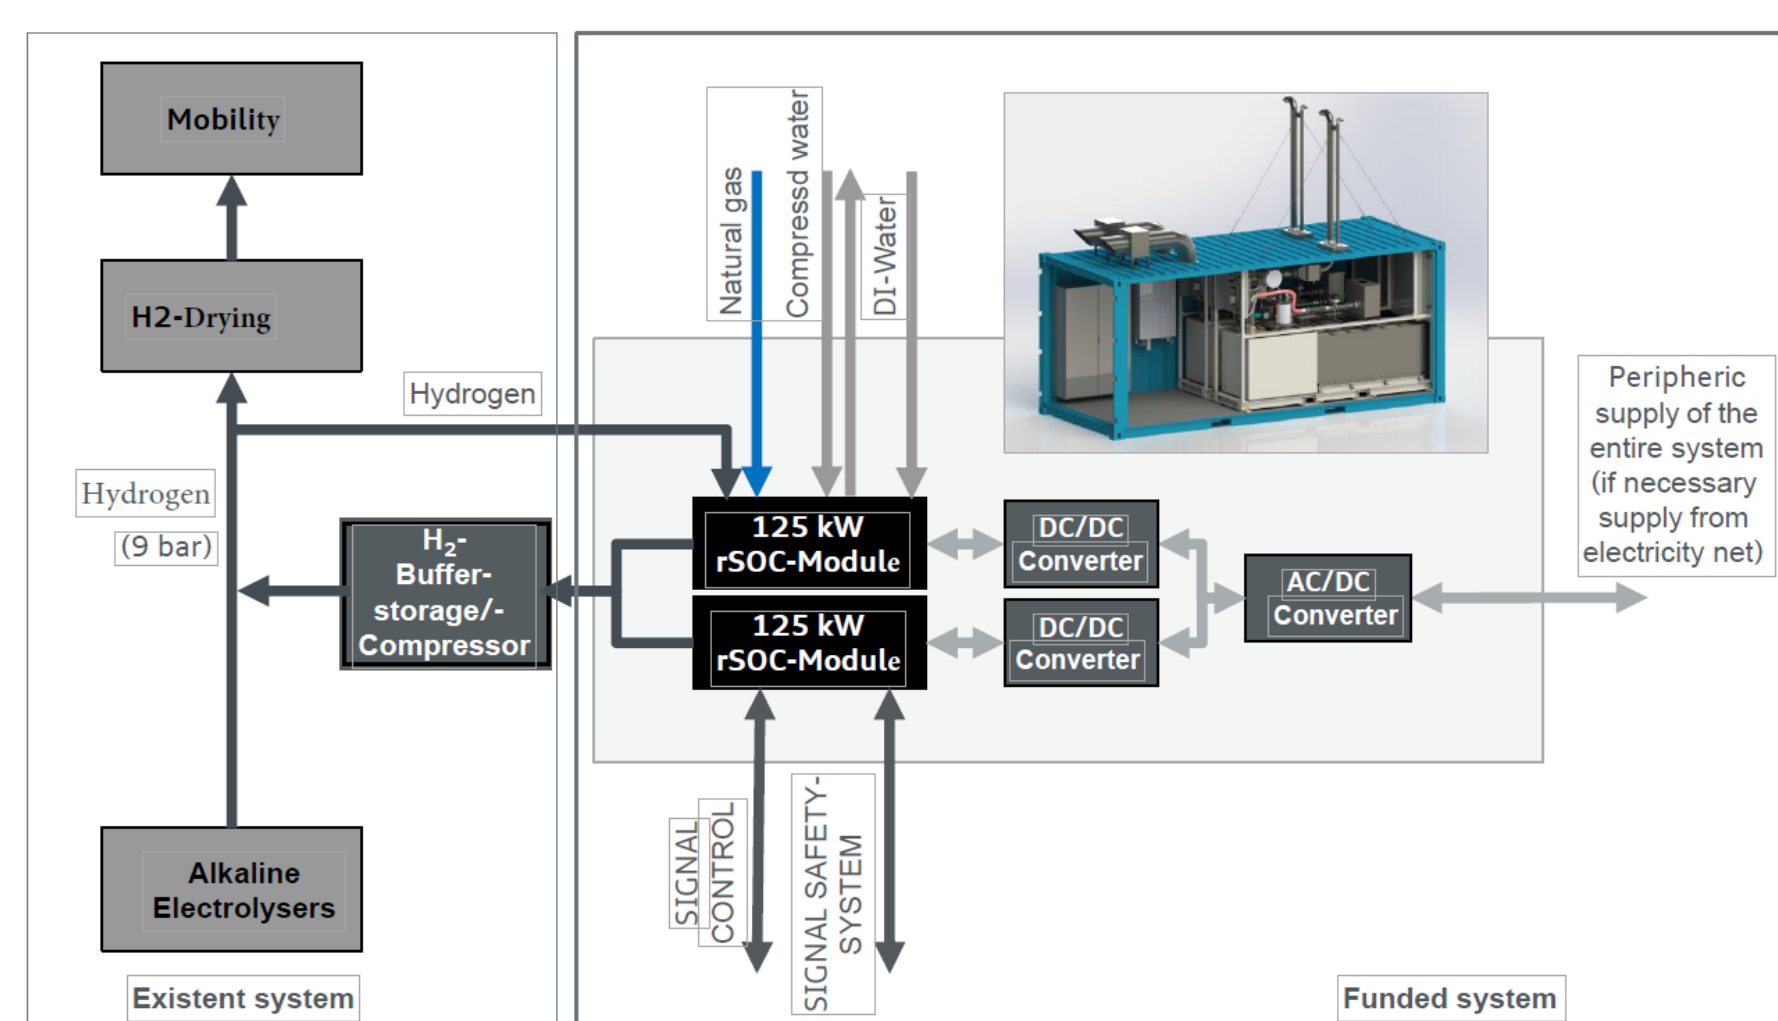 Mobility
H2-Drying
Hydrogen
Hydrogen
(9 bar)
H₂-
Buffer-
storage/-
Compressor
Alkaline
Electrolysers
Existent system
Natural gas
Compressd water
DI-Water
125 kW
rSOC-Module
125 kW
rSOC-Module
DC/DC
Converter
DC/DC
Converter
AC/DC
Converter
Peripheric
supply of the
entire system
(if necessary
supply from
electricity net)
SIGNAL
CONTROL
SIGNAL SAFETY-
SYSTEM
Funded system